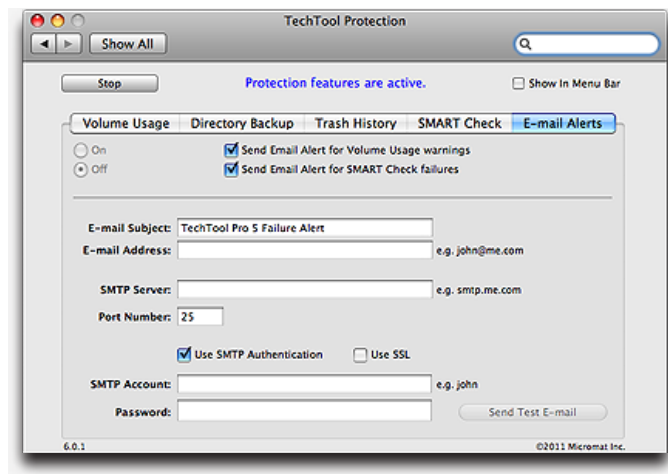 TechTool Protection
Show All
Stop
Protection features are active.
Show In Menu Bar
Volume Usage
Directory Backup
Trash History
SMART Check
E-mail Alerts
On
Send Email Alert for Volume Usage warnings
Off
Send Email Alert for SMART Check failures
E-mail Subject: TechTool Pro 5 Failure Alert
E-mail Address: e.g. john@me.com
SMTP Server: e.g. smtp.me.com
Port Number: 25
Use SMTP Authentication
Use SSL
SMTP Account: e.g. john
Password:
Send Test E-mail
6.0.1
©2011 Micromat Inc.